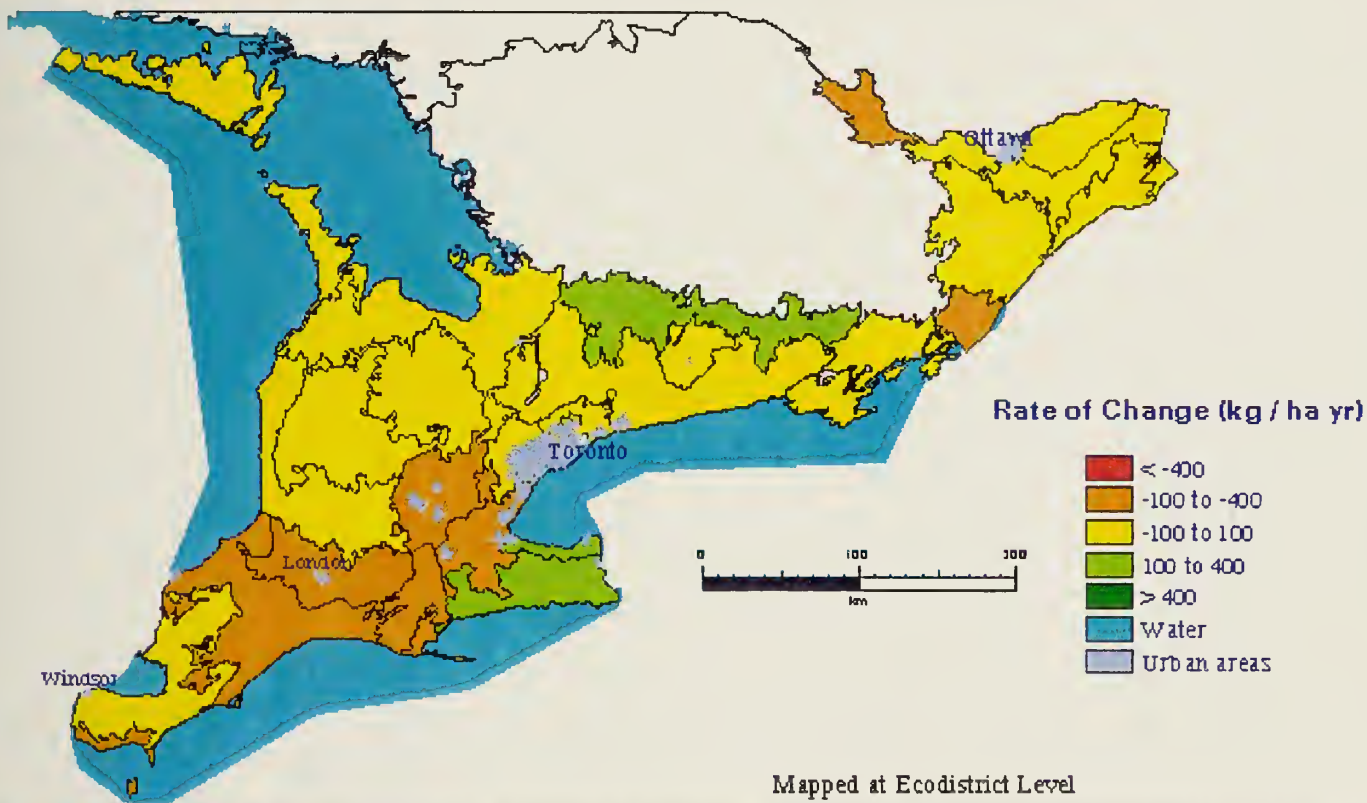 Ottawa
Rate of Change (kg / ha yr)
< -400
-100 to -400
-100 to 100
100 to 400
> 400
Water
Urban areas
Toronto
London
Windsor
0 100 200
km
Mapped at Ecodistrict Level